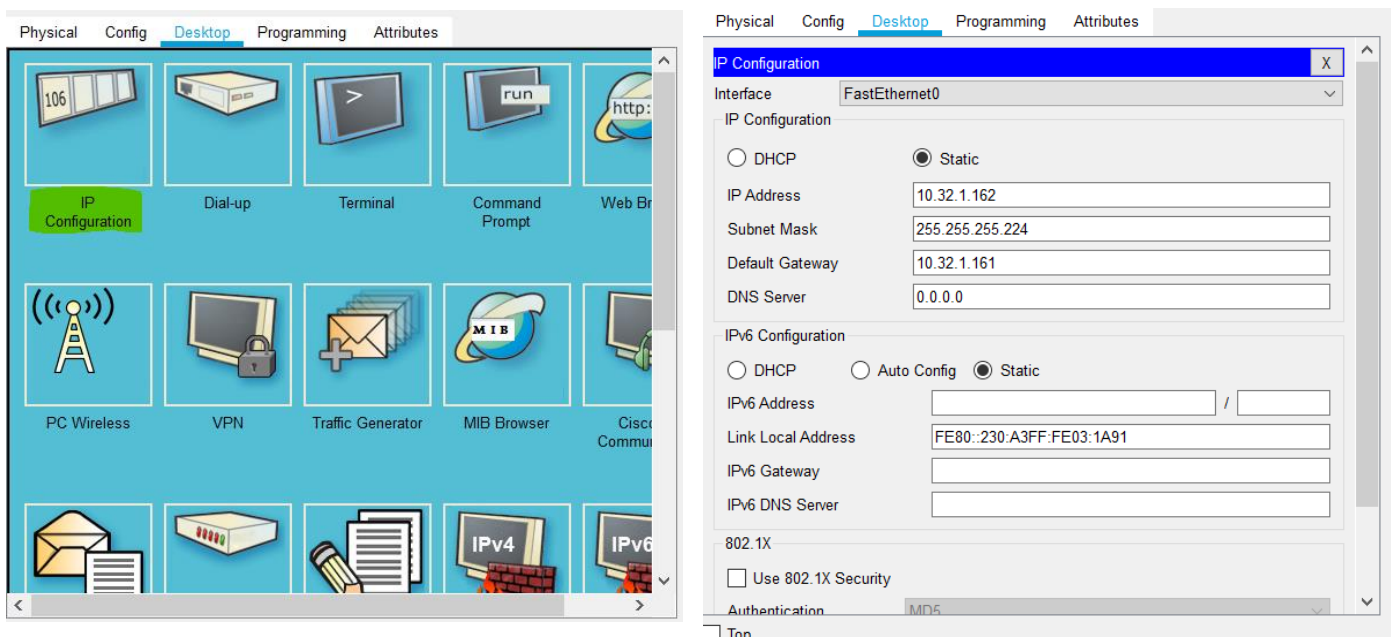 Physical Config Desktop Programming Attributes
106
>
run
http:
IP
Configuration
Dial-up
Terminal
Command
Prompt
Web Br
MIB
PC Wireless
VPN
Traffic Generator
MIB Browser
Cisco
Commun
IPv4
IPv6
Physical Config Desktop Programming Attributes
IP Configuration X
Interface FastEthernet0
IP Configuration
DHCP Static
IP Address 10.32.1.162
Subnet Mask 255.255.255.224
Default Gateway 10.32.1.161
DNS Server 0.0.0.0
IPv6 Configuration
DHCP Auto Config Static
IPv6 Address /
Link Local Address FE80::230:A3FF:FE03:1A91
IPv6 Gateway
IPv6 DNS Server
802.1X
Use 802.1X Security
Authentication MD5
Top